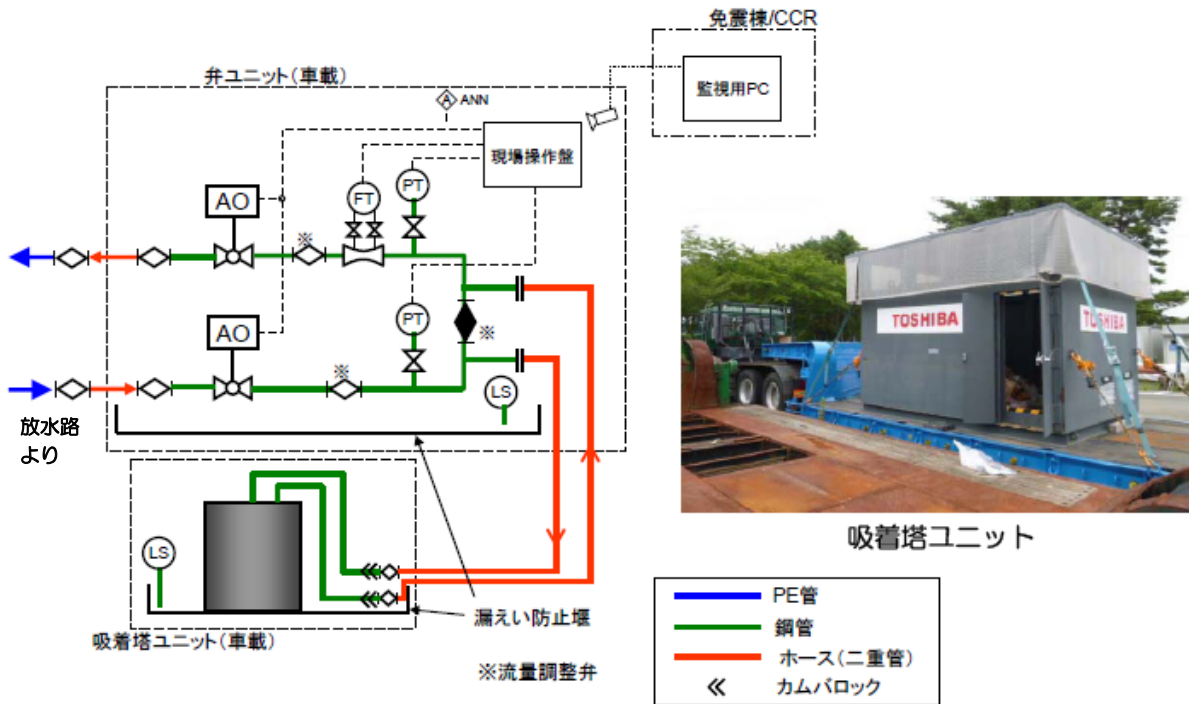 免震棟/CCR
監視用PC
弁ユニット(車載)
A ANN
現場操作盤
AO
FT
PT
※
AO
PT
※
※
LS
放水路
より
TOSHIBA
TOSHIBA
吸着塔ユニット
LS
漏えい防止堰
吸着塔ユニット(車載)
※流量調整弁
PE管
鋼管
ホース(二重管)
カムバロック